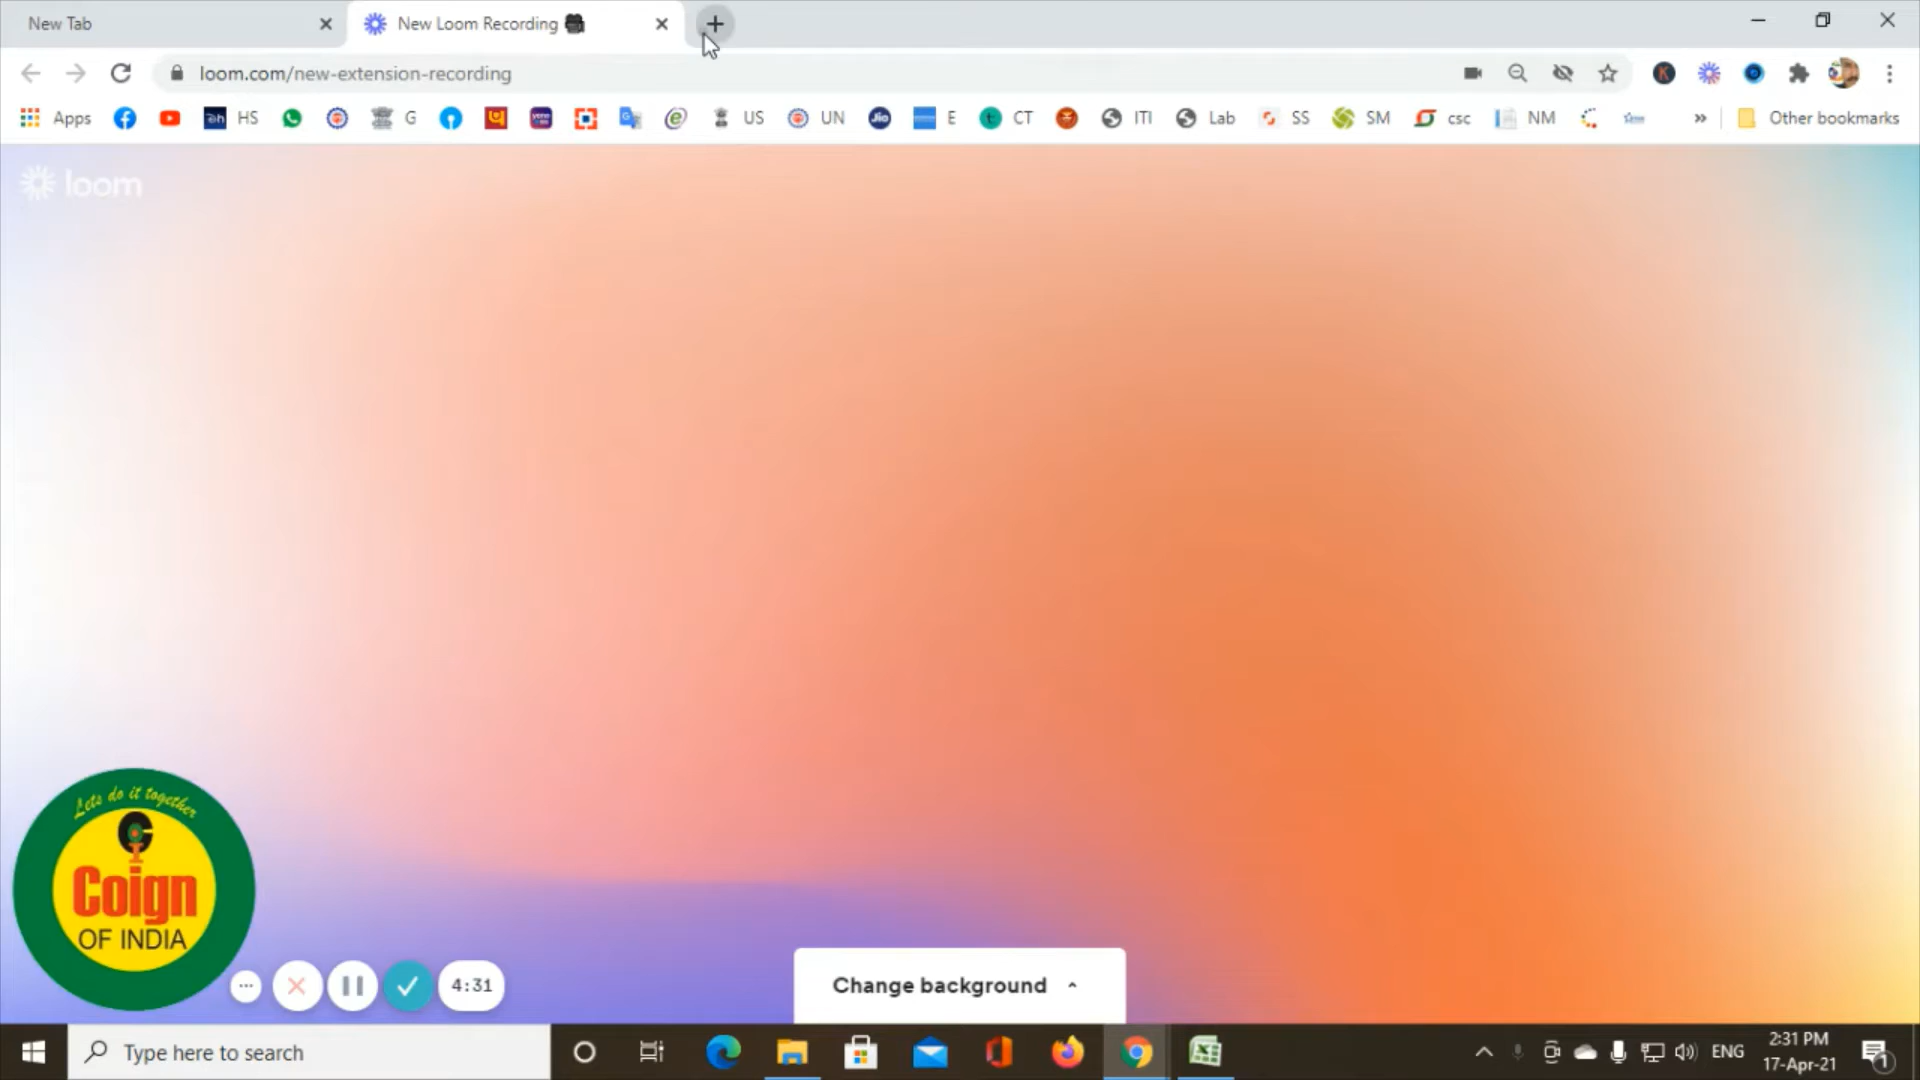 New Tab
New Loom Recording
loom.com/new-extension-recording
Apps
HS
G
US
UN
Jio
E
CT
ITI
Lab
SS
SM
csc
NM
Other bookmarks
loom
Lets do it together
Coign
OF INDIA
4:31
Change background
Type here to search
ENG
2:31 PM
17-Apr-21
1